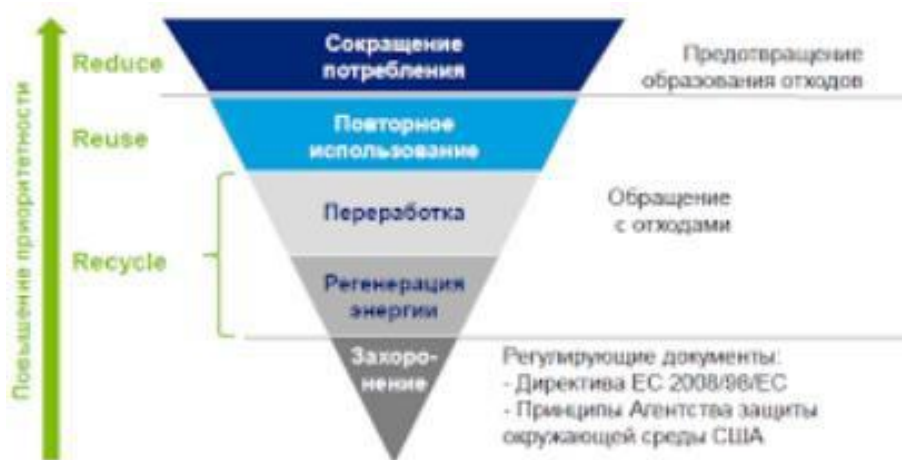 Повышение приоритетности
Reduce
Сокращение
потребления
Предотвращение
образования отходов
Reuse
Повторное
использование
Обращение
с отходами
Recycle
Переработка
Регенерация
энергии
Захоро-
нение
Регулирующие документы:
- Директива ЕС 2008/98/ЕС
- Принципы Агентства защиты
окружающей среды США